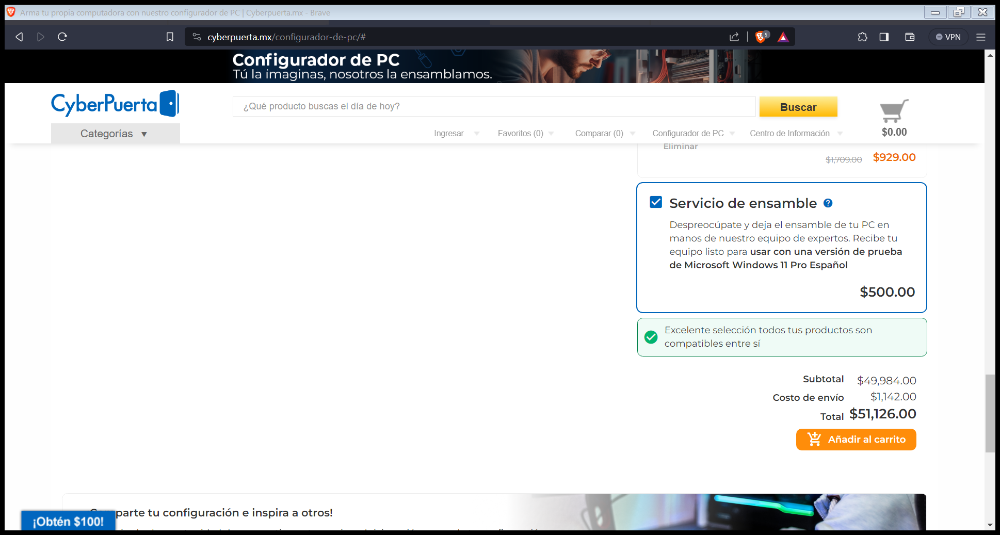 Arma tu propia computadora con nuestro configurador de PC | Cyberpuerta.mx - Brave
cyberpuerta.mx/configurador-de-pc/#
5
VPN
Configurador de PC
Tú la imaginas, nosotros la ensamblamos.
CyberPuerta
¿Qué producto buscas el día de hoy?
Buscar
$0.00
Categorías ▼
Ingresar
Favoritos (0)
Comparar (0)
Configurador de PC
Centro de Información
Eliminar
$1,709.00 $929.00
Servicio de ensamble ?
Despreocúpate y deja el ensamble de tu PC en
manos de nuestro equipo de expertos. Recibe tu
equipo listo para usar con una versión de prueba
de Microsoft Windows 11 Pro Español
$500.00
Excelente selección todos tus productos son
compatibles entre sí
Subtotal $49,984.00
Costo de envío $1,142.00
Total $51,126.00
Añadir al carrito
¡Comparte tu configuración e inspira a otros!
¡Obtén $100!